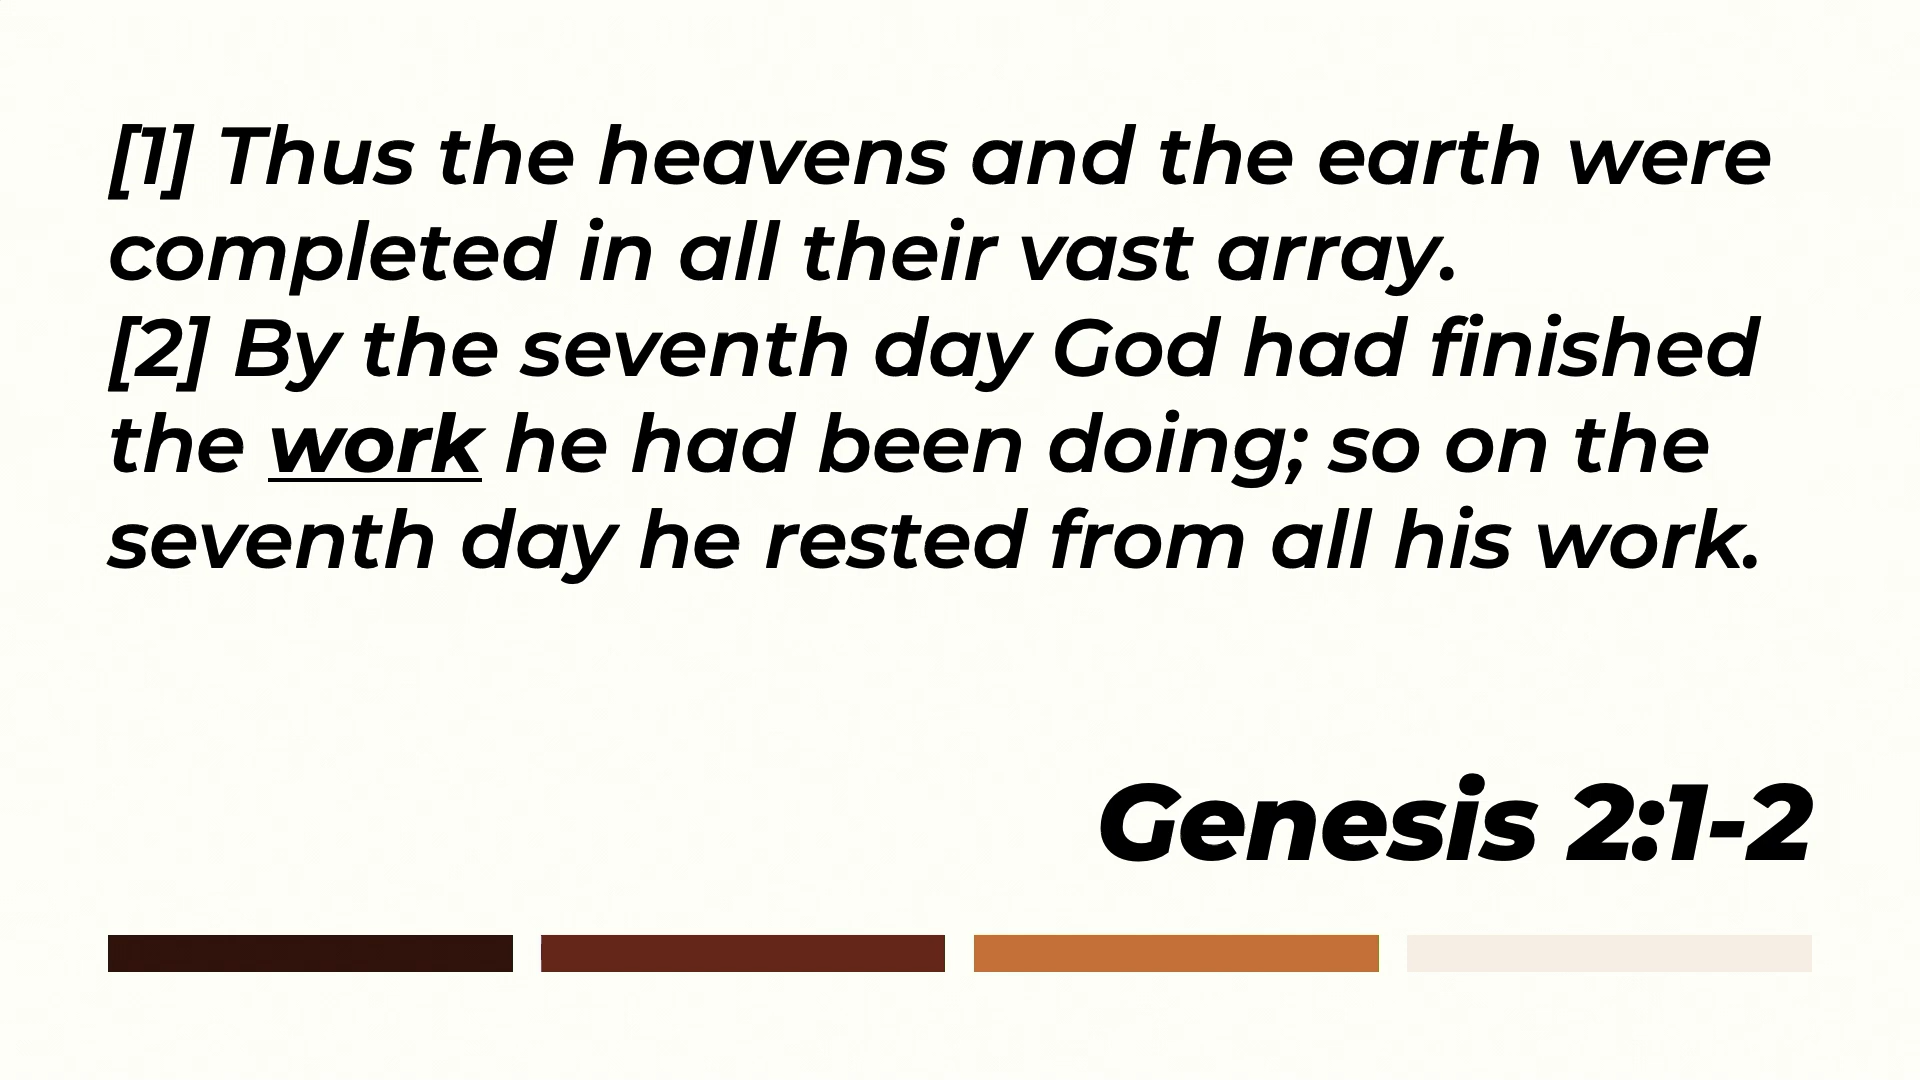 [1] Thus the heavens and the earth were
completed in all their vast array.
[2] By the seventh day God had finished
the work he had been doing; so on the
seventh day he rested from all his work.
Genesis 2:1-2